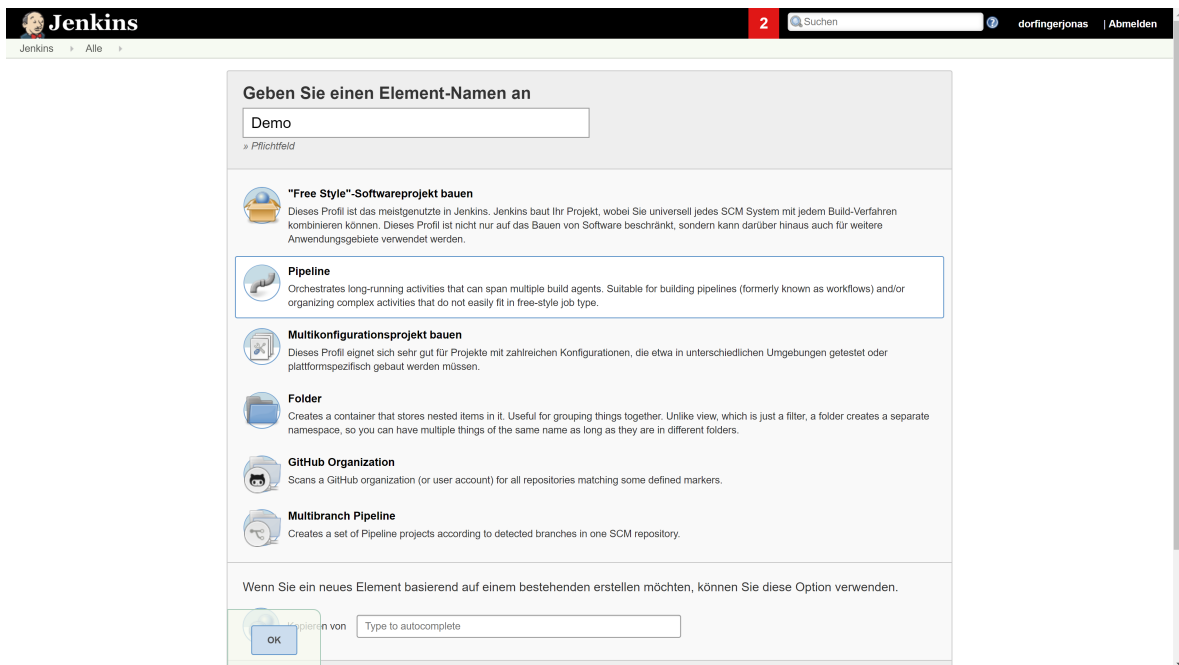 Jenkins
2
Suchen
dorfingerjonas
| Abmelden
Jenkins
Alle
Geben Sie einen Element-Namen an
Demo
» Pflichtfeld
"Free Style"-Softwareprojekt bauen
Dieses Profil ist das meistgenutzte in Jenkins. Jenkins baut Ihr Projekt, wobei Sie universell jedes SCM System mit jedem Build-Verfahren
kombinieren können. Dieses Profil ist nicht nur auf das Bauen von Software beschränkt, sondern kann darüber hinaus auch für weitere
Anwendungsgebiete verwendet werden.
Pipeline
Orchestrates long-running activities that can span multiple build agents. Suitable for building pipelines (formerly known as workflows) and/or
organizing complex activities that do not easily fit in free-style job type.
Multikonfigurationsprojekt bauen
Dieses Profil eignet sich sehr gut für Projekte mit zahlreichen Konfigurationen, die etwa in unterschiedlichen Umgebungen getestet oder
plattformspezifisch gebaut werden müssen.
Folder
Creates a container that stores nested items in it. Useful for grouping things together. Unlike view, which is just a filter, a folder creates a separate
namespace, so you can have multiple things of the same name as long as they are in different folders.
GitHub Organization
Scans a GitHub organization (or user account) for all repositories matching some defined markers.
Multibranch Pipeline
Creates a set of Pipeline projects according to detected branches in one SCM repository.
Wenn Sie ein neues Element basierend auf einem bestehenden erstellen möchten, können Sie diese Option verwenden.
Kopieren von
Type to autocomplete
OK